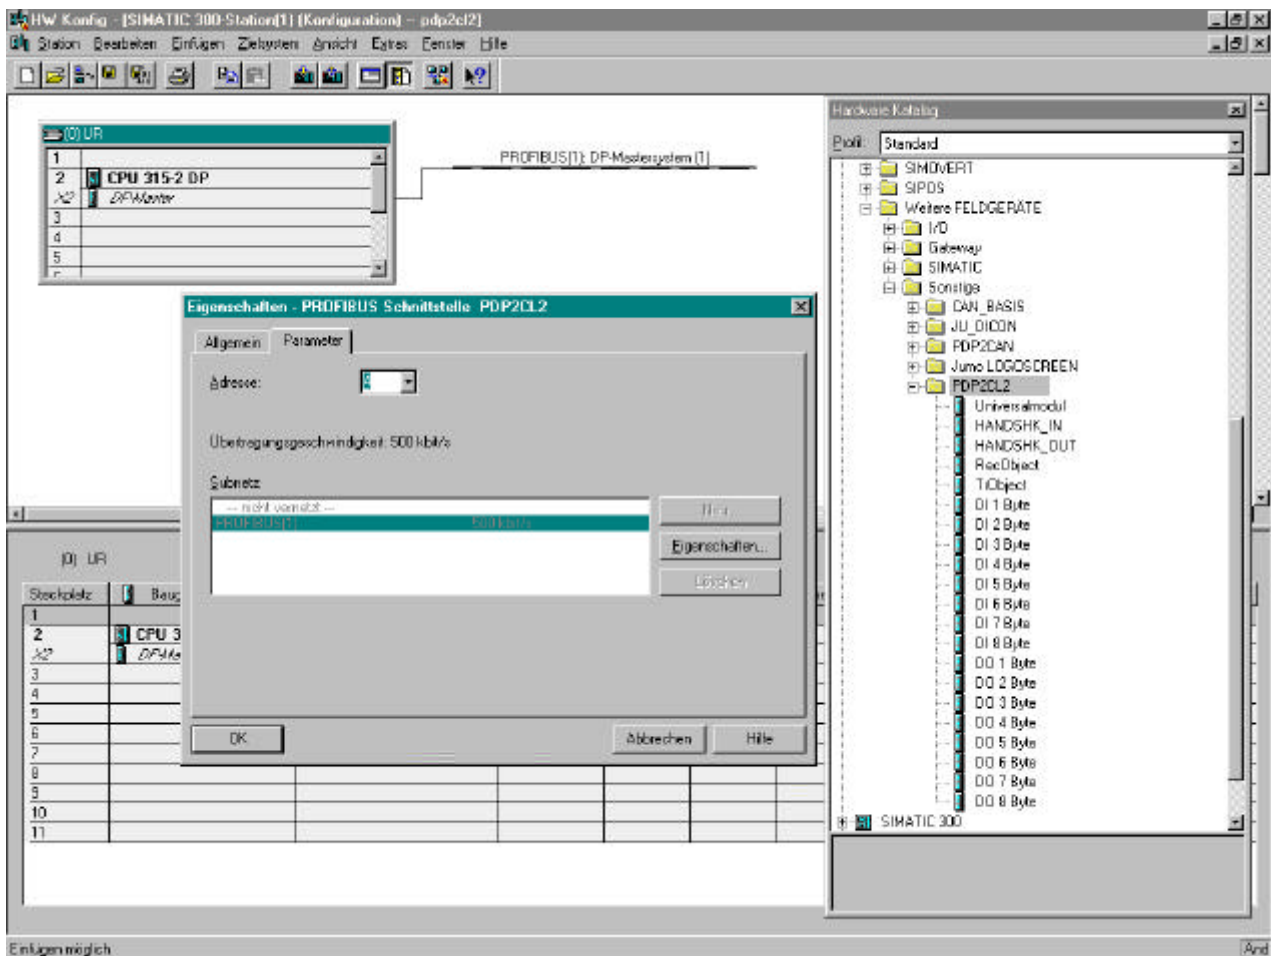 HW Konfig - [SIMATIC 300-Station(1) (Konfiguration) -- pdp2cl2]
Station Bearbeiten Einfügen Zielsystem Ansicht Extras Fenster Hilfe
(0) UR
1
2 CPU 315-2 DP
X2 DP-Master
3
4
5
PROFIBUS(1): DP-Mastersystem (1)
Hardware Katalog
Profil: Standard
SIMOVERT
SIPOS
Weitere FELDGERÄTE
I/O
Gateway
SIMATIC
Sonstige
CAN_BASIS
JU_DICON
PDP2CAN
Jumo LOGOSCREEN
PDP2CL2
Universalmodul
HANDSHK_IN
HANDSHK_OUT
RecObject
TrObject
DI 1 Byte
DI 2 Byte
DI 3 Byte
DI 4 Byte
DI 5 Byte
DI 6 Byte
DI 7 Byte
DI 8 Byte
DO 1 Byte
DO 2 Byte
DO 3 Byte
DO 4 Byte
DO 5 Byte
DO 6 Byte
DO 7 Byte
DO 8 Byte
SIMATIC 300
Eigenschaften - PROFIBUS Schnittstelle PDP2CL2
Allgemein Parameter
Adresse:
Übertragungsgeschwindigkeit: 500 kbit/s
Subnetz:
--- nicht vernetzt ---
PROFIBUS(1) 500 kbit/s
Neu...
Eigenschaften...
Löschen
OK Abbrechen Hilfe
(0) UR
Steckplatz Baug
1
2 CPU 3
X2 DP-Ma
3
4
5
6
7
8
9
10
11
Einfügen möglich
Änd